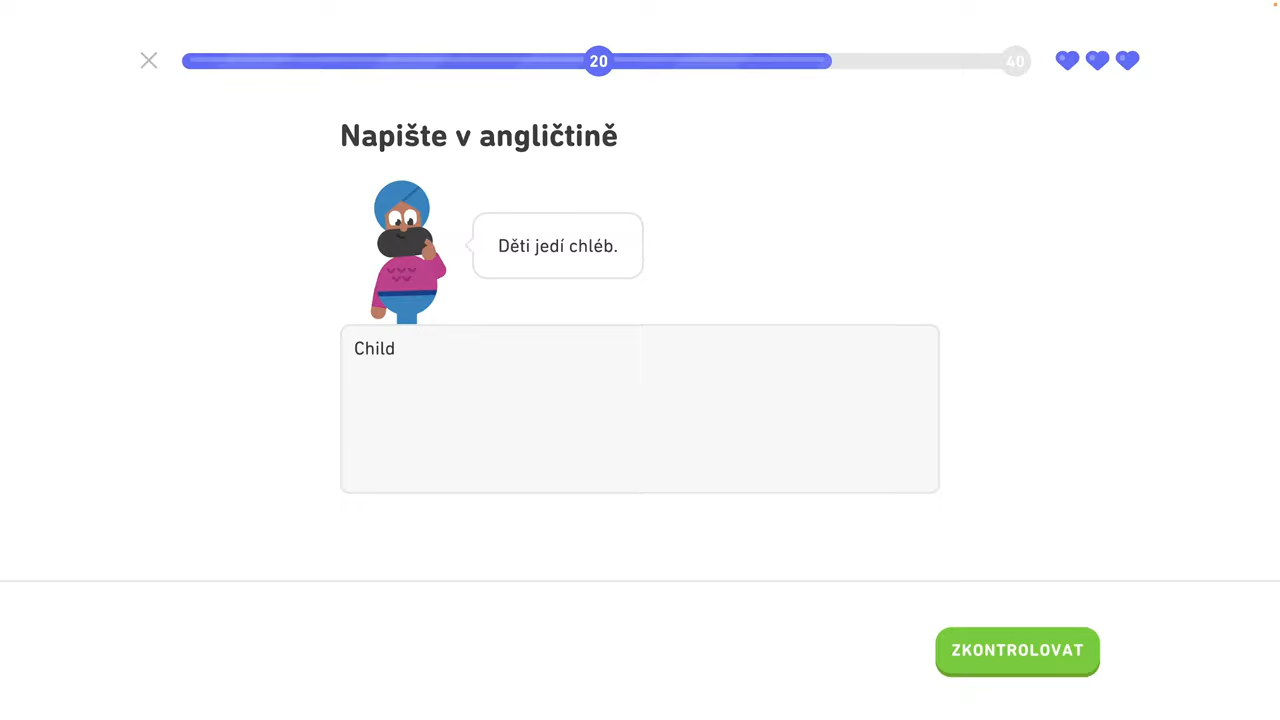 20
40
Napište v angličtině
Děti jedí chléb.
Child
ZKONTROLOVAT